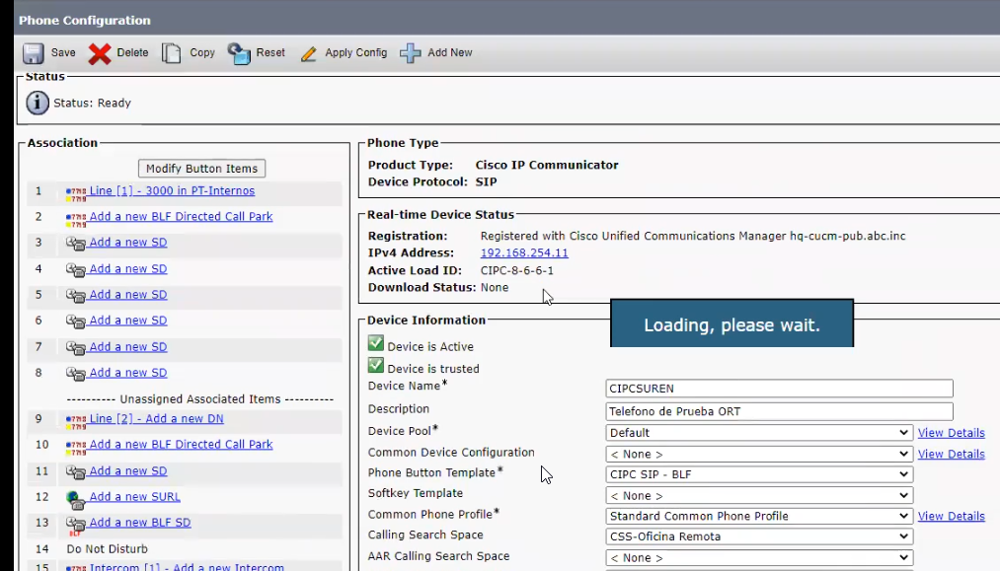 Phone Configuration
Save Delete Copy Reset Apply Config Add New
Status
Status: Ready
Association
Modify Button Items
1 Line [1] - 3000 in PT-Internos
2 Add a new BLF Directed Call Park
3 Add a new SD
4 Add a new SD
5 Add a new SD
6 Add a new SD
7 Add a new SD
8 Add a new SD
---------- Unassigned Associated Items ----------
9 Line [2] - Add a new DN
10 Add a new BLF Directed Call Park
11 Add a new SD
12 Add a new SURL
13 Add a new BLF SD
14 Do Not Disturb
15 Intercom [1] - Add a new Intercom
Phone Type
Product Type: Cisco IP Communicator
Device Protocol: SIP
Real-time Device Status
Registration: Registered with Cisco Unified Communications Manager hq-cucm-pub.abc.inc
IPv4 Address: 192.168.254.11
Active Load ID: CIPC-8-6-6-1
Download Status: None
Device Information
Loading, please wait.
Device is Active
Device is trusted
Device Name* CIPCSUREN
Description Telefono de Prueba ORT
Device Pool* Default View Details
Common Device Configuration < None > View Details
Phone Button Template* CIPC SIP - BLF
Softkey Template < None >
Common Phone Profile* Standard Common Phone Profile View Details
Calling Search Space CSS-Oficina Remota
AAR Calling Search Space < None >